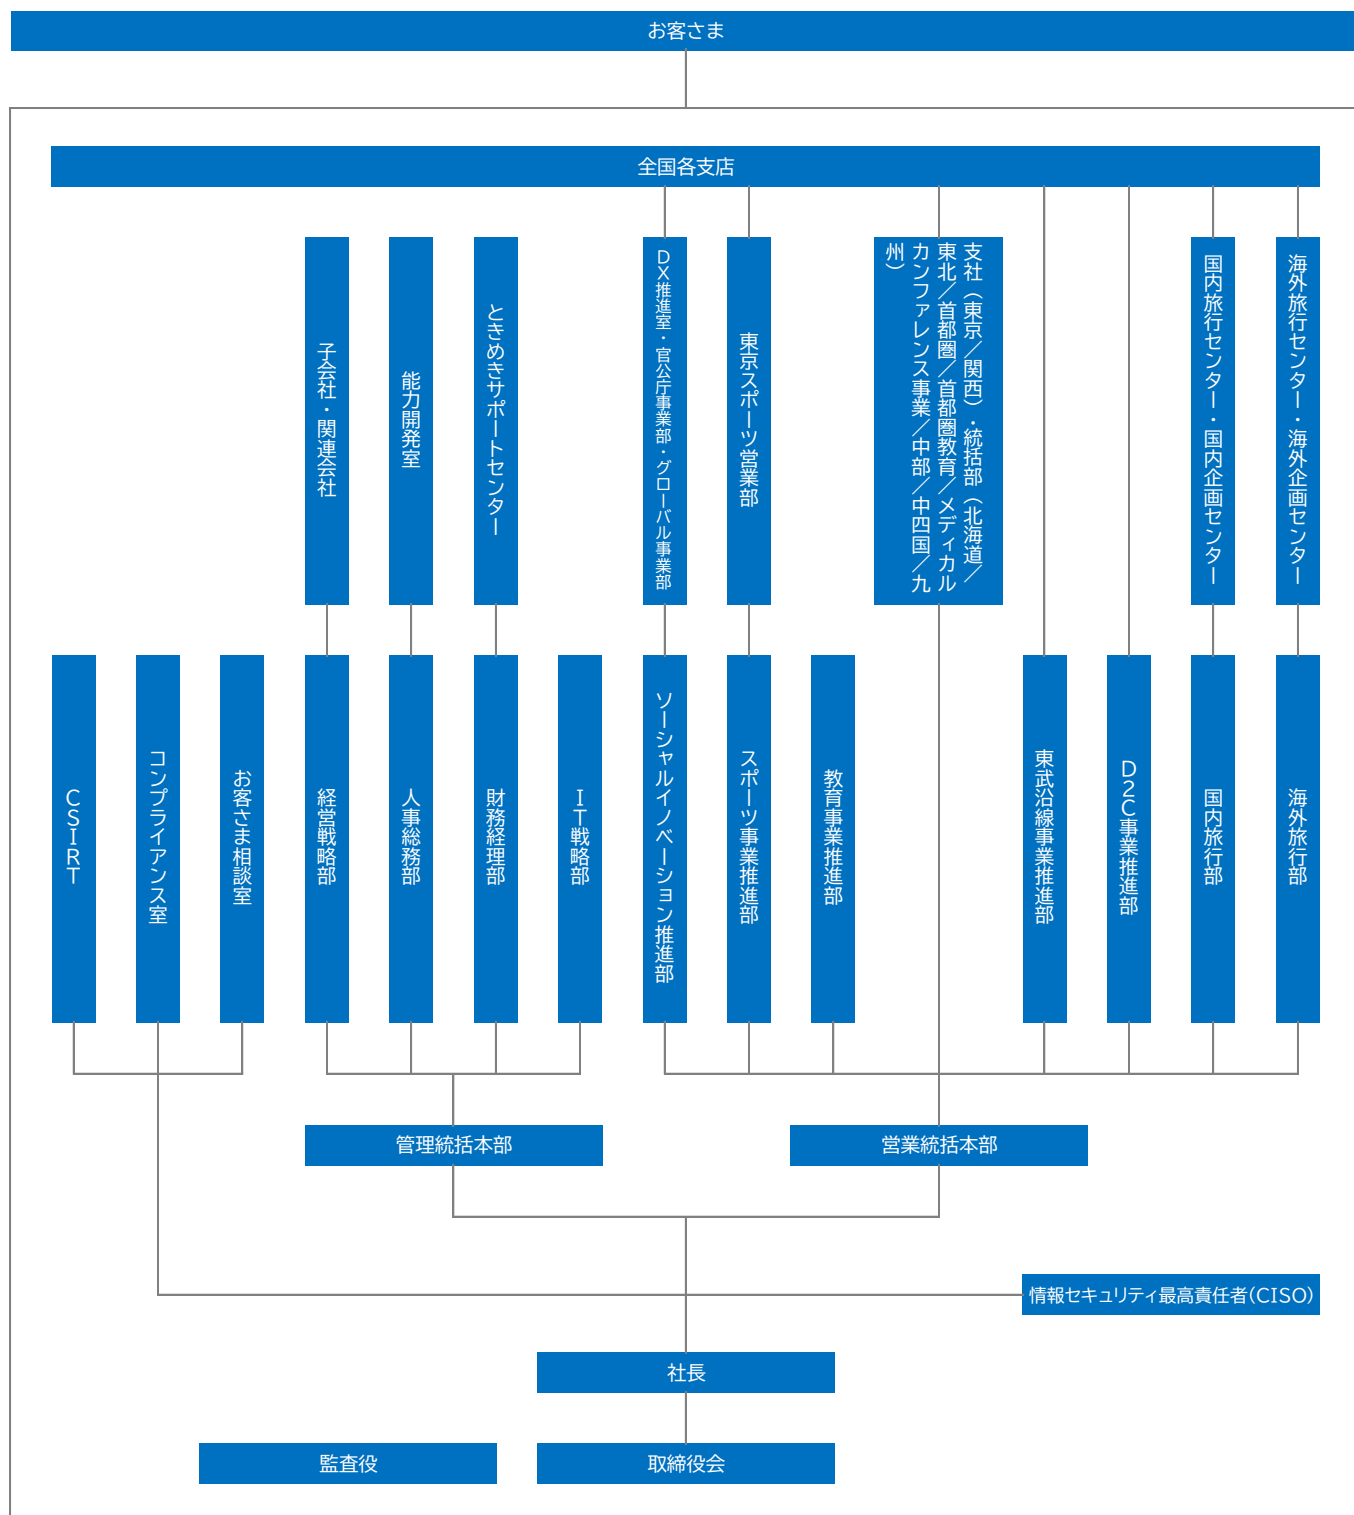 お客さま
全国各支店
子会社・関連会社
能力開発室
ときめきサポートセンター
DX推進室・官公庁事業部・グローバル事業部
東京スポーツ営業部
支社（東京／関西）・統括部（北海道／
東北／首都圏／首都圏教育／メディカル
カンファレンス事業／中部／中四国／九
州）
国内旅行センター・国内企画センター
海外旅行センター・海外企画センター
CSIRT
コンプライアンス室
お客さま相談室
経営戦略部
人事総務部
財務経理部
IT戦略部
ソーシャルイノベーション推進部
スポーツ事業推進部
教育事業推進部
東武沿線事業推進部
D2C事業推進部
国内旅行部
海外旅行部
管理統括本部
営業統括本部
情報セキュリティ最高責任者(CISO)
社長
監査役
取締役会